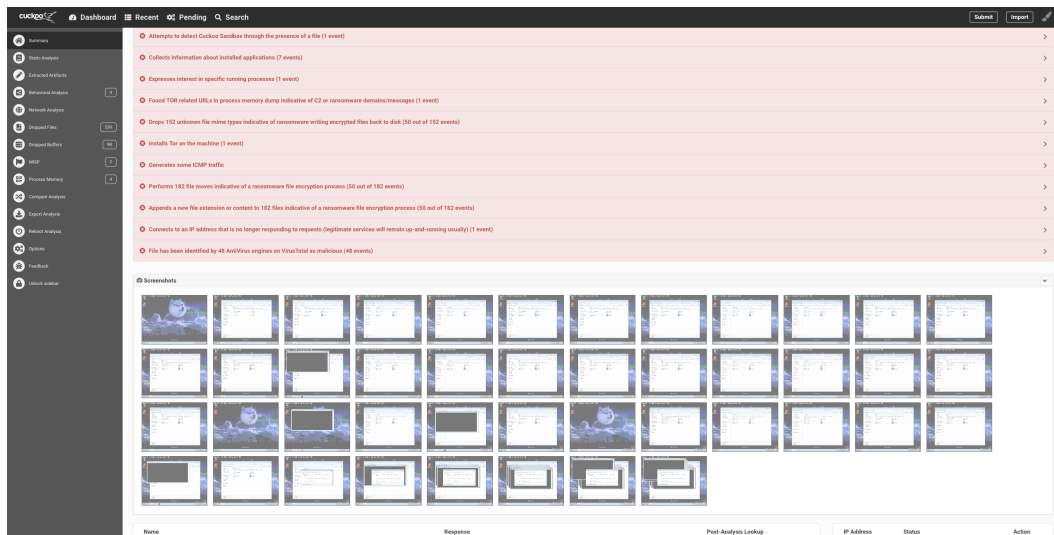 cuckoo Dashboard Recent Pending Search Submit Import
Summary
Static Analysis
Extracted Artifacts
Behavioral Analysis 4
Network Analysis
Dropped Files 255
Dropped Buffers 98
MISP 2
Process Memory 4
Compare Analysis
Export Analysis
Reboot Analysis
Options
Feedback
Unlock sidebar
Attempts to detect Cuckoo Sandbox through the presence of a file (1 event)
Collects information about installed applications (7 events)
Expresses interest in specific running processes (1 event)
Found TOR related URLs in process memory dump indicative of C2 or ransomware domains/messages (1 event)
Drops 152 unknown file mime types indicative of ransomware writing encrypted files back to disk (50 out of 152 events)
Installs Tor on the machine (1 event)
Generates some ICMP traffic
Performs 182 file moves indicative of a ransomware file encryption process (50 out of 182 events)
Appends a new file extension or content to 182 files indicative of a ransomware file encryption process (50 out of 182 events)
Connects to an IP address that is no longer responding to requests (legitimate services will remain up-and-running usually) (1 event)
File has been identified by 48 AntiVirus engines on VirusTotal as malicious (48 events)
Screenshots
Name Response Post-Analysis Lookup IP Address Status Action